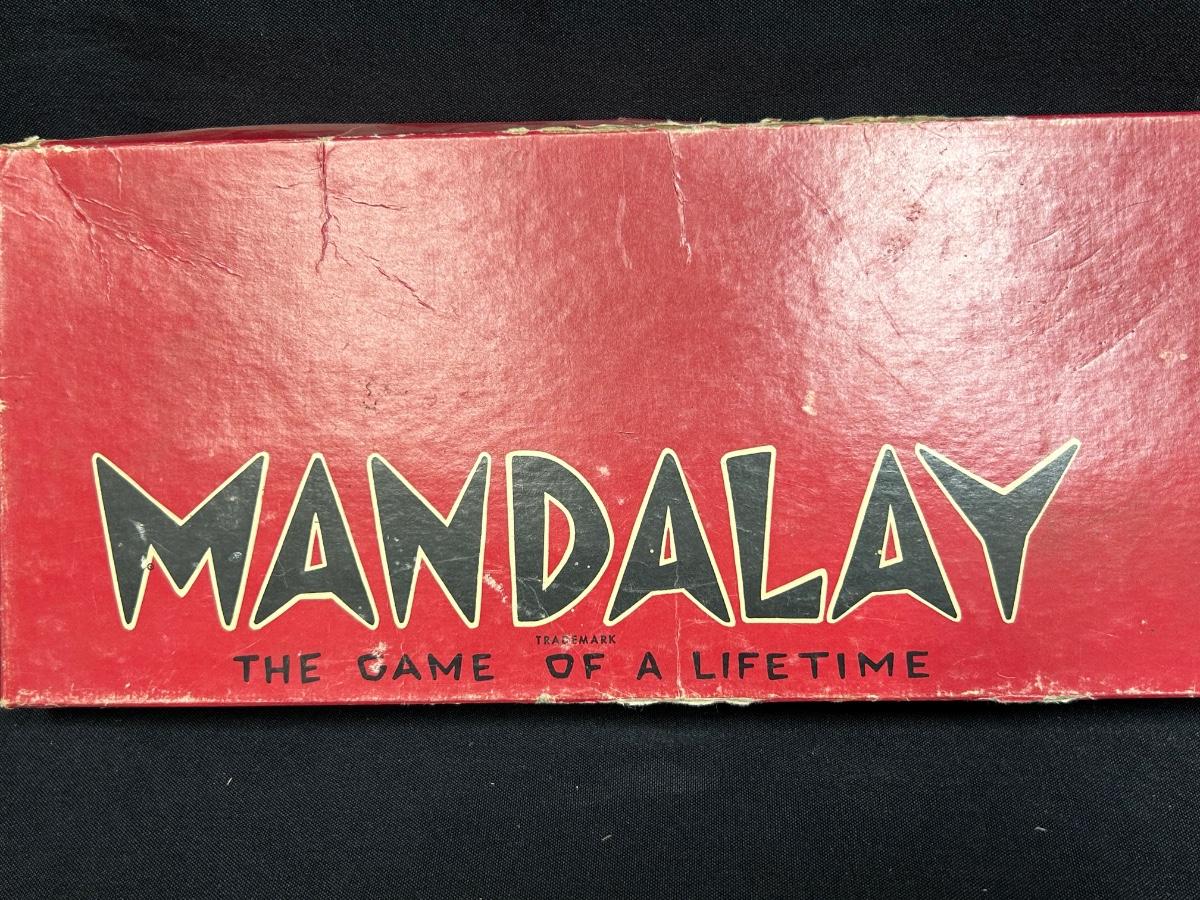 MANDALAY
TRADEMARK
THE GAME OF A LIFETIME